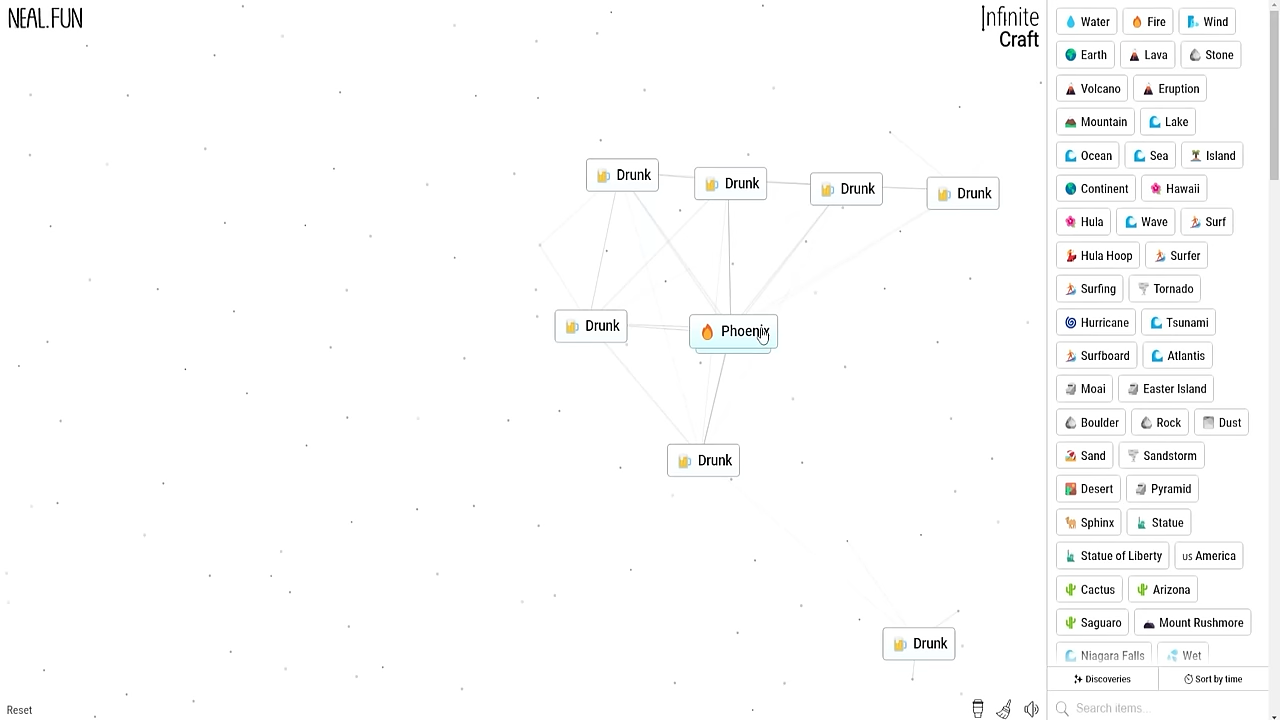 NEAL.FUN
Infinite
Craft
Drunk
Drunk
Drunk
Drunk
Drunk
Phoenix
Drunk
Drunk
Reset
Water
Fire
Wind
Earth
Lava
Stone
Volcano
Eruption
Mountain
Lake
Ocean
Sea
Island
Continent
Hawaii
Hula
Wave
Surf
Hula Hoop
Surfer
Surfing
Tornado
Hurricane
Tsunami
Surfboard
Atlantis
Moai
Easter Island
Boulder
Rock
Dust
Sand
Sandstorm
Desert
Pyramid
Sphinx
Statue
Statue of Liberty
US America
Cactus
Arizona
Saguaro
Mount Rushmore
Niagara Falls
Wet
Discoveries
Sort by time
Search items...